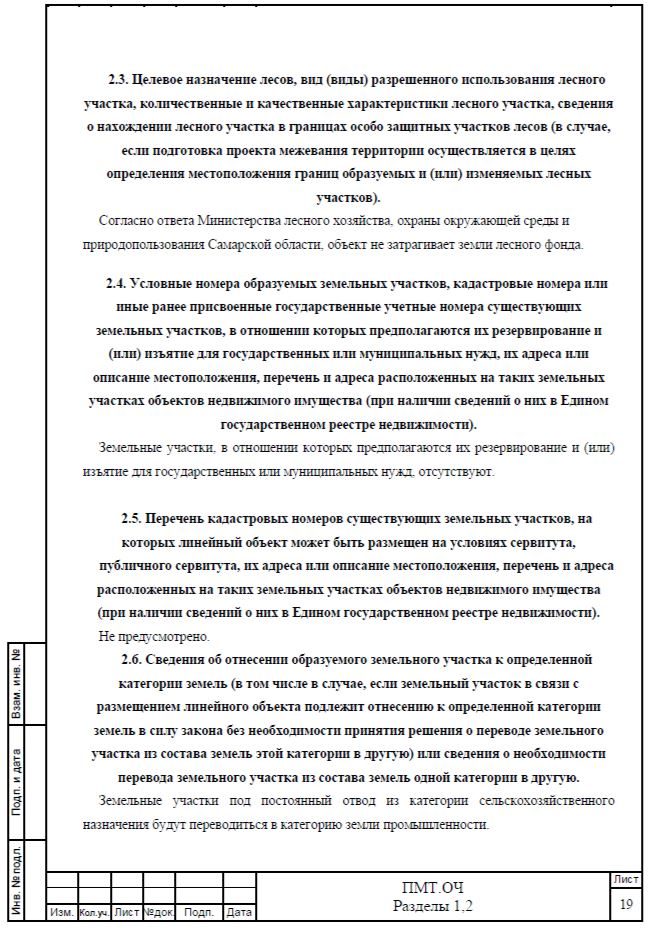 2.3. Целевое назначение лесов, вид (виды) разрешенного использования лесного
участка, количественные и качественные характеристики лесного участка, сведения
о нахождении лесного участка в границах особо защитных участков лесов (в случае,
если подготовка проекта межевания территории осуществляется в целях
определения местоположения границ образуемых и (или) изменяемых лесных
участков).
Согласно ответа Министерства лесного хозяйства, охраны окружающей среды и
природопользования Самарской области, объект не затрагивает земли лесного фонда.
2.4. Условные номера образуемых земельных участков, кадастровые номера или
иные ранее присвоенные государственные учетные номера существующих
земельных участков, в отношении которых предполагаются их резервирование и
(или) изъятие для государственных или муниципальных нужд, их адреса или
описание местоположения, перечень и адреса расположенных на таких земельных
участках объектов недвижимого имущества (при наличии сведений о них в Едином
государственном реестре недвижимости).
Земельные участки, в отношении которых предполагаются их резервирование и (или)
изъятие для государственных или муниципальных нужд, отсутствуют.
2.5. Перечень кадастровых номеров существующих земельных участков, на
которых линейный объект может быть размещен на условиях сервитута,
публичного сервитута, их адреса или описание местоположения, перечень и адреса
расположенных на таких земельных участках объектов недвижимого имущества
(при наличии сведений о них в Едином государственном реестре недвижимости).
Не предусмотрено.
2.6. Сведения об отнесении образуемого земельного участка к определенной
категории земель (в том числе в случае, если земельный участок в связи с
размещением линейного объекта подлежит отнесению к определенной категории
земель в силу закона без необходимости принятия решения о переводе земельного
участка из состава земель этой категории в другую) или сведения о необходимости
перевода земельного участка из состава земель одной категории в другую.
Земельные участки под постоянный отвод из категории сельскохозяйственного
назначения будут переводиться в категорию земли промышленности.
Взам. инв. №
Подп. и дата
Инв. № подл.
Изм. Кол.уч. Лист №док. Подп. Дата
ПМТ.ОЧ
Разделы 1,2
Лист
19